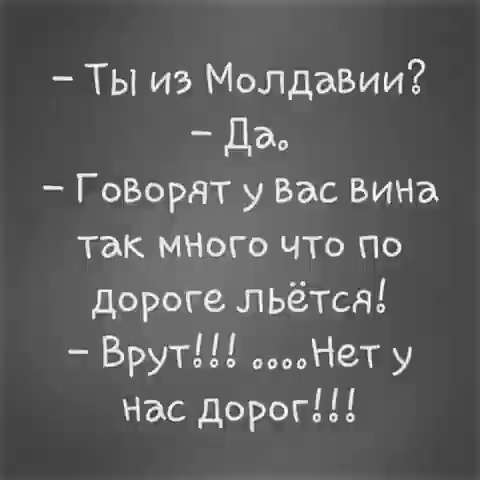 – Ты из Молдавии?
– Да.
– Говорят у вас вина
так много что по
дороге льётся!
– Врут!!! ....Нет у
нас дорог!!!